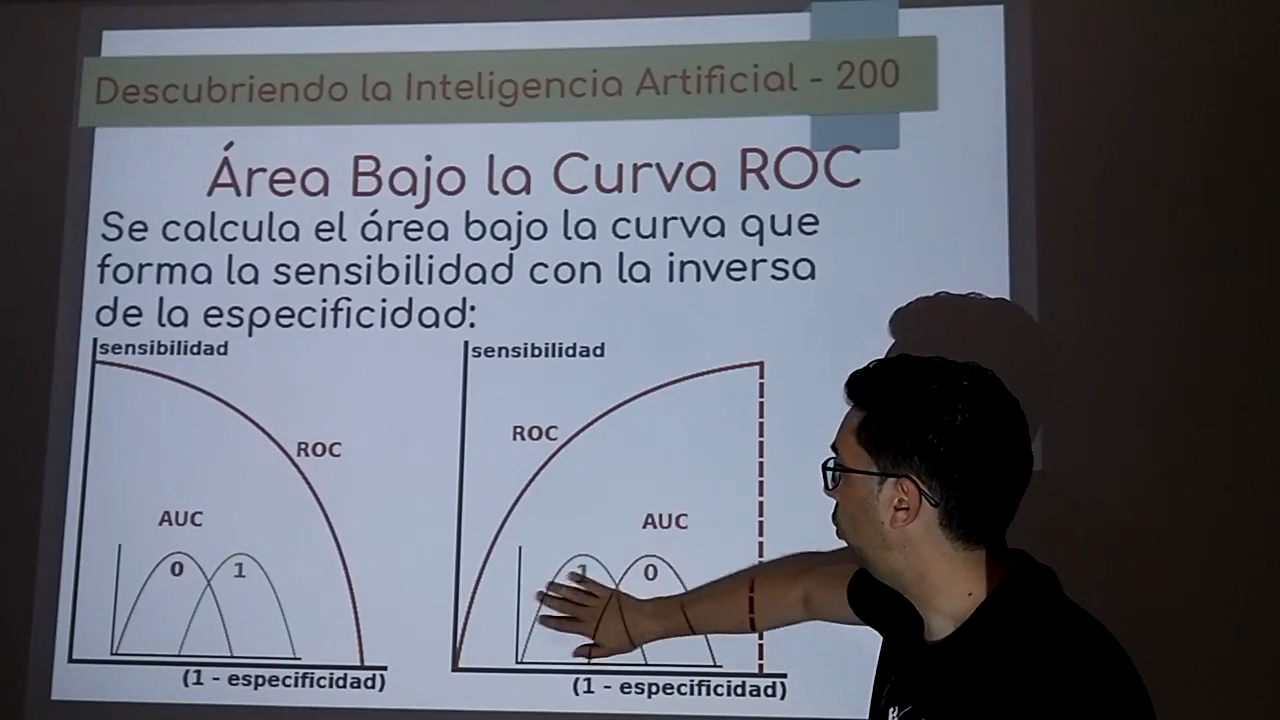 Descubriendo la Inteligencia Artificial - 200
Área Bajo la Curva ROC
Se calcula el área bajo la curva que
forma la sensibilidad con la inversa
de la especificidad:
sensibilidad
ROC
AUC
0
1
(1 - especificidad)
sensibilidad
ROC
AUC
1
0
(1 - especificidad)